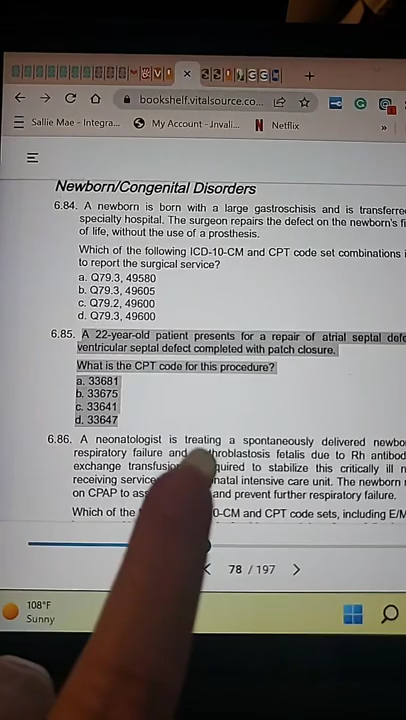 bookshelf.vitalsource.co...
Sallie Mae - Integra...
My Account - Jnvali...
Netflix
»
Newborn/Congenital Disorders
6.84. A newborn is born with a large gastroschisis and is transferre
specialty hospital. The surgeon repairs the defect on the newborn's fi
of life, without the use of a prosthesis.
Which of the following ICD-10-CM and CPT code set combinations i
to report the surgical service?
a. Q79.3, 49580
b. Q79.3, 49605
c. Q79.2, 49600
d. Q79.3, 49600
6.85. A 22-year-old patient presents for a repair of atrial septal defe
ventricular septal defect completed with patch closure.
What is the CPT code for this procedure?
a. 33681
b. 33675
c. 33641
d. 33647
6.86. A neonatologist is treating a spontaneously delivered newbo
respiratory failure and throblastosis fetalis due to Rh antibod
exchange transfusio quired to stabilize this critically ill n
receiving service natal intensive care unit. The newborn
on CPAP to ass and prevent further respiratory failure.
Which of the 0-CM and CPT code sets, including E/M
78 / 197
108°F
Sunny